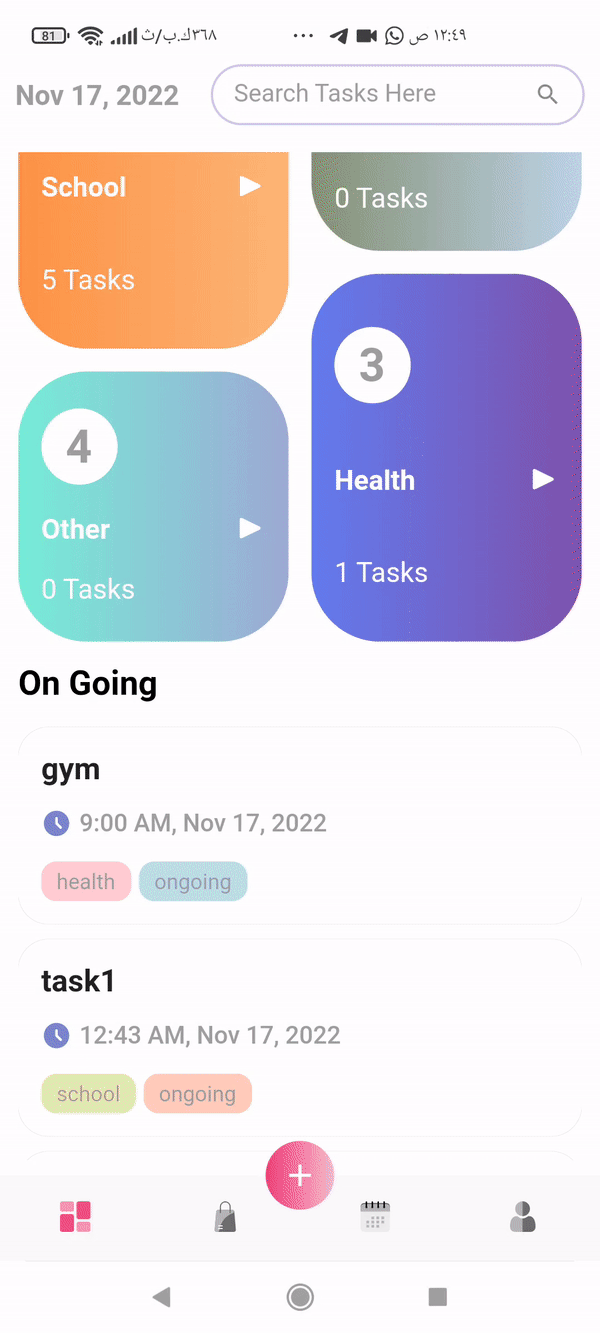 81
٣٦٨ك.ب/ث
١٢:٤٩ ص
Nov 17, 2022
Search Tasks Here
School
5 Tasks
0 Tasks
4
Other
0 Tasks
3
Health
1 Tasks
On Going
gym
9:00 AM, Nov 17, 2022
health
ongoing
task1
12:43 AM, Nov 17, 2022
school
ongoing